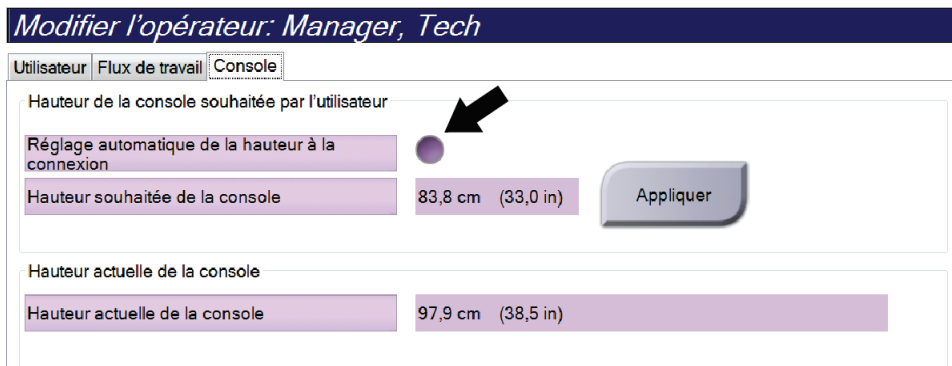 Modifier l'opérateur: Manager, Tech
Utilisateur Flux de travail Console
Hauteur de la console souhaitée par l'utilisateur
Réglage automatique de la hauteur à la
connexion
Hauteur souhaitée de la console 83,8 cm (33,0 in) Appliquer
Hauteur actuelle de la console
Hauteur actuelle de la console 97,9 cm (38,5 in)